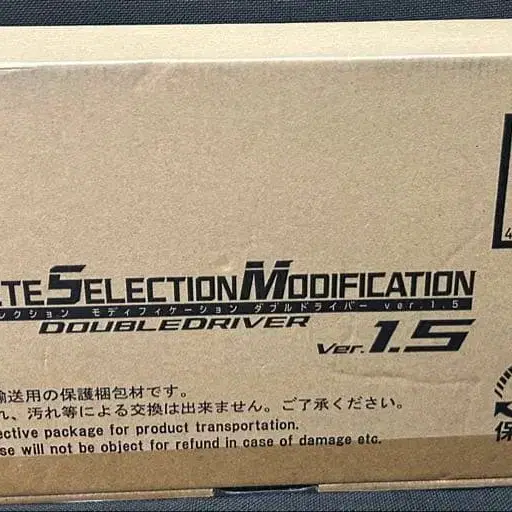 TE SELECTION MODIFICATION
レクション モディフィケーション ダブルドライバー ver.1.5
DOUBLEDRIVER
Ver. 1.5
輸送用の保護梱包材です。
れ、汚れ等による交換は出来ません。ご了承ください。
ective package for product transportation.
se will not be object for refund in case of damage etc.
4
保